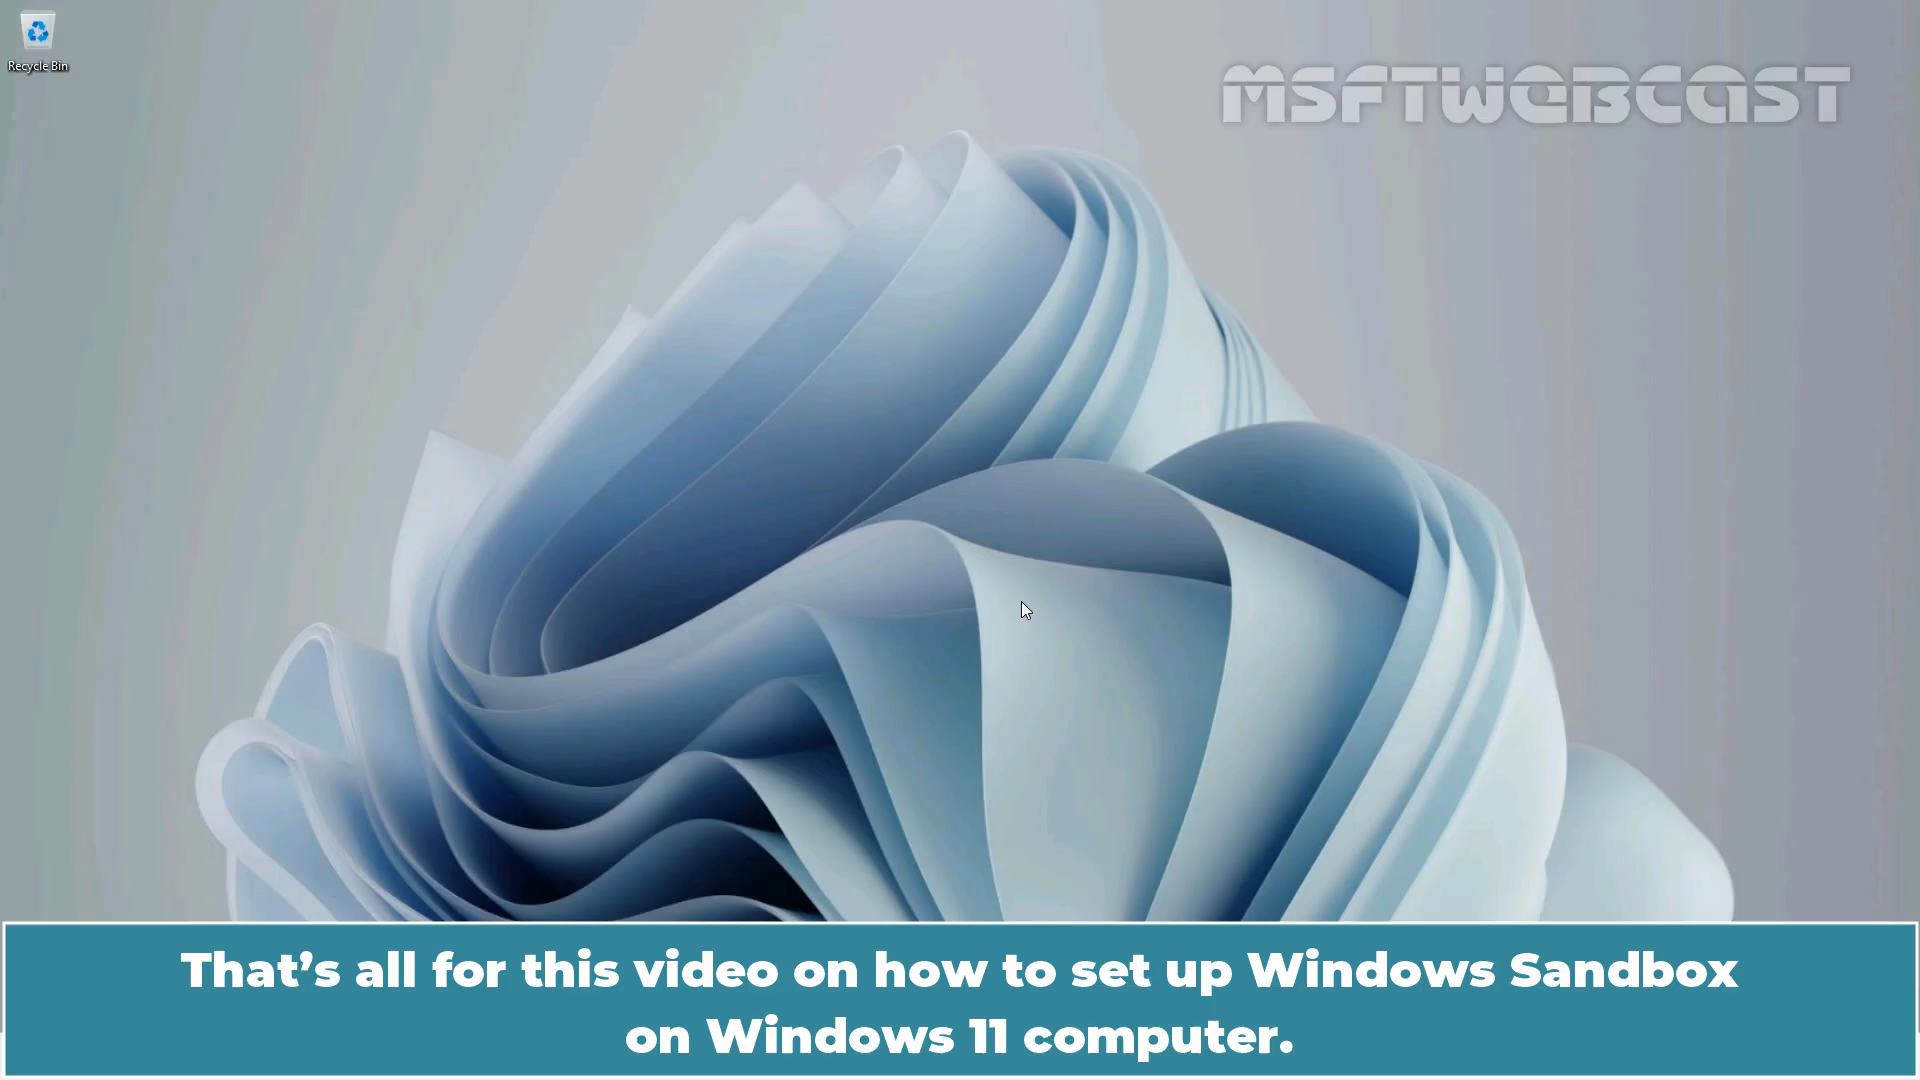 Recycle Bin
MSFTWEBCAST
That’s all for this video on how to set up Windows Sandbox
on Windows 11 computer.